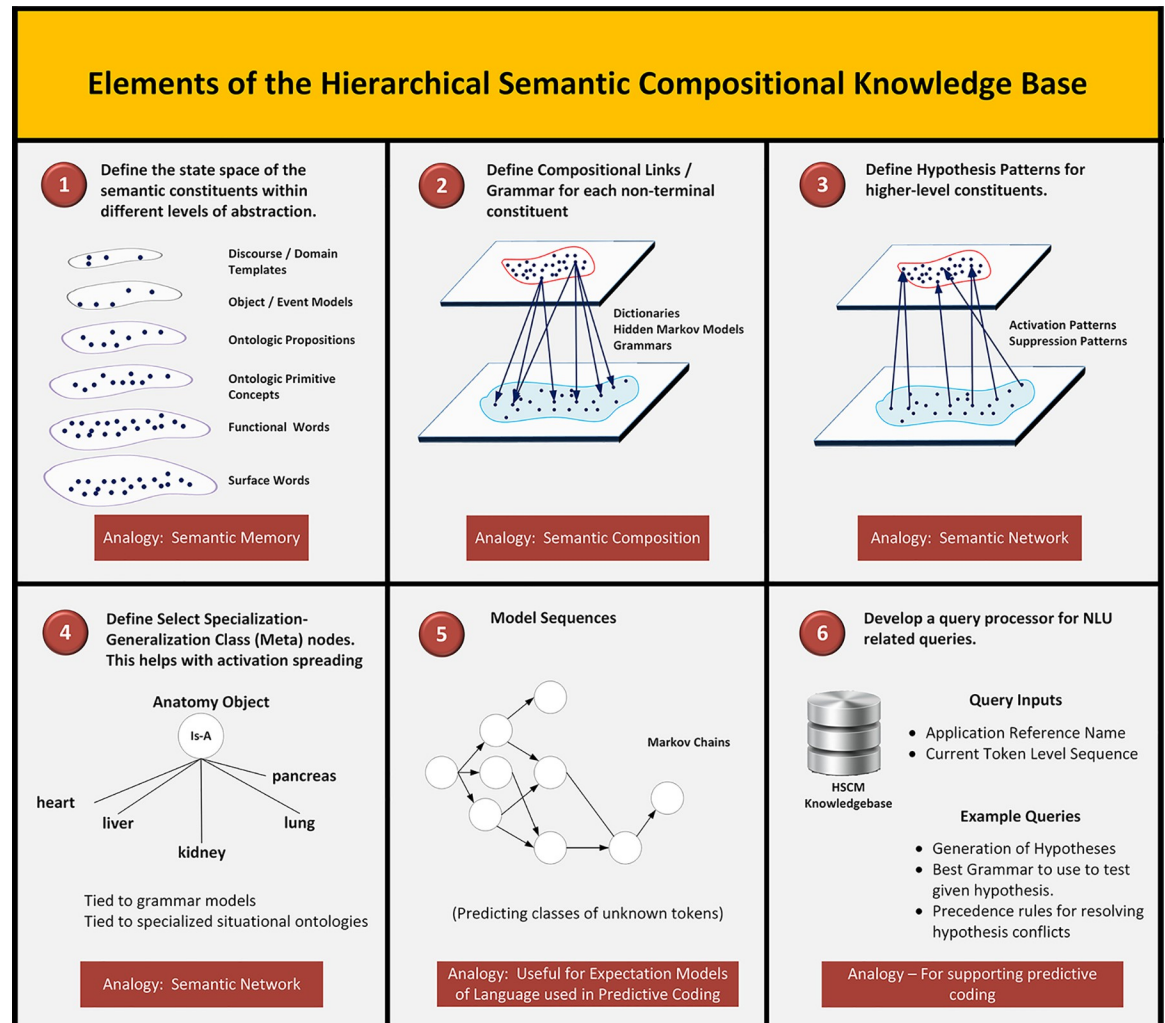 Elements of the Hierarchical Semantic Compositional Knowledge Base
1
Define the state space of the
semantic constituents within
different levels of abstraction.
Discourse / Domain
Templates
Object / Event Models
Ontologic Propositions
Ontologic Primitive
Concepts
Functional Words
Surface Words
Analogy: Semantic Memory
2
Define Compositional Links /
Grammar for each non-terminal
constituent
Dictionaries
Hidden Markov Models
Grammars
Analogy: Semantic Composition
3
Define Hypothesis Patterns for
higher-level constituents.
Activation Patterns
Suppression Patterns
Analogy: Semantic Network
4
Define Select Specialization-
Generalization Class (Meta) nodes.
This helps with activation spreading
Anatomy Object
Is-A
pancreas
heart
liver
lung
kidney
Tied to grammar models
Tied to specialized situational ontologies
Analogy: Semantic Network
5
Model Sequences
Markov Chains
(Predicting classes of unknown tokens)
Analogy: Useful for Expectation Models
of Language used in Predictive Coding
6
Develop a query processor for NLU
related queries.
Query Inputs
• Application Reference Name
• Current Token Level Sequence
HSCM
Knowledgebase
Example Queries
• Generation of Hypotheses
• Best Grammar to use to test
given hypothesis.
• Precedence rules for resolving
hypothesis conflicts
Analogy – For supporting predictive
coding